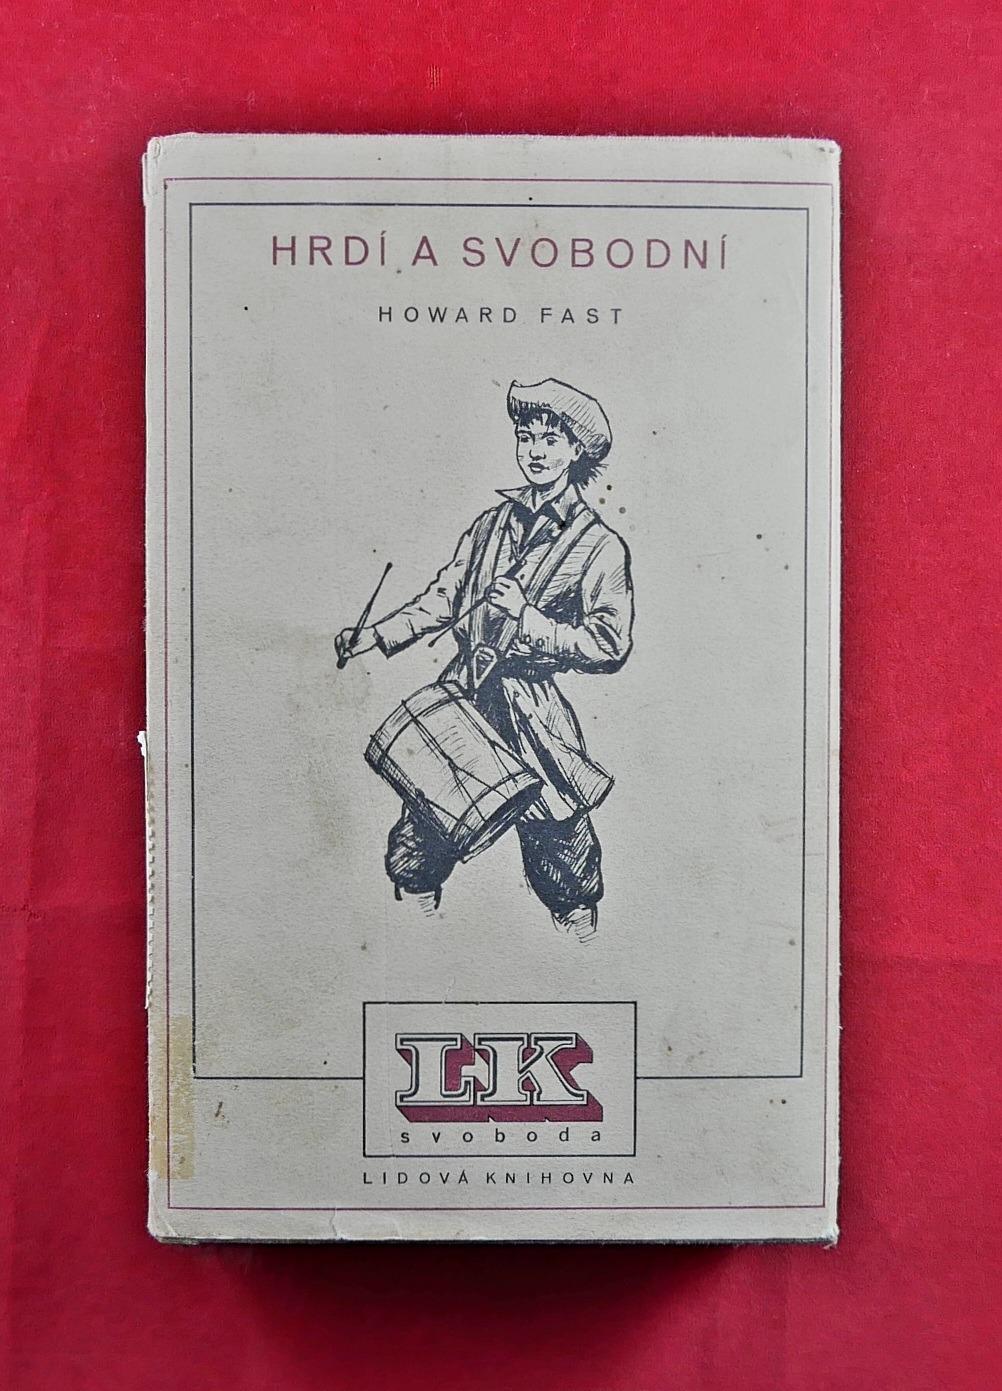 HRDÍ A SVOBODNÍ
HOWARD FAST
LK
svoboda
LIDOVÁ KNIHOVNA